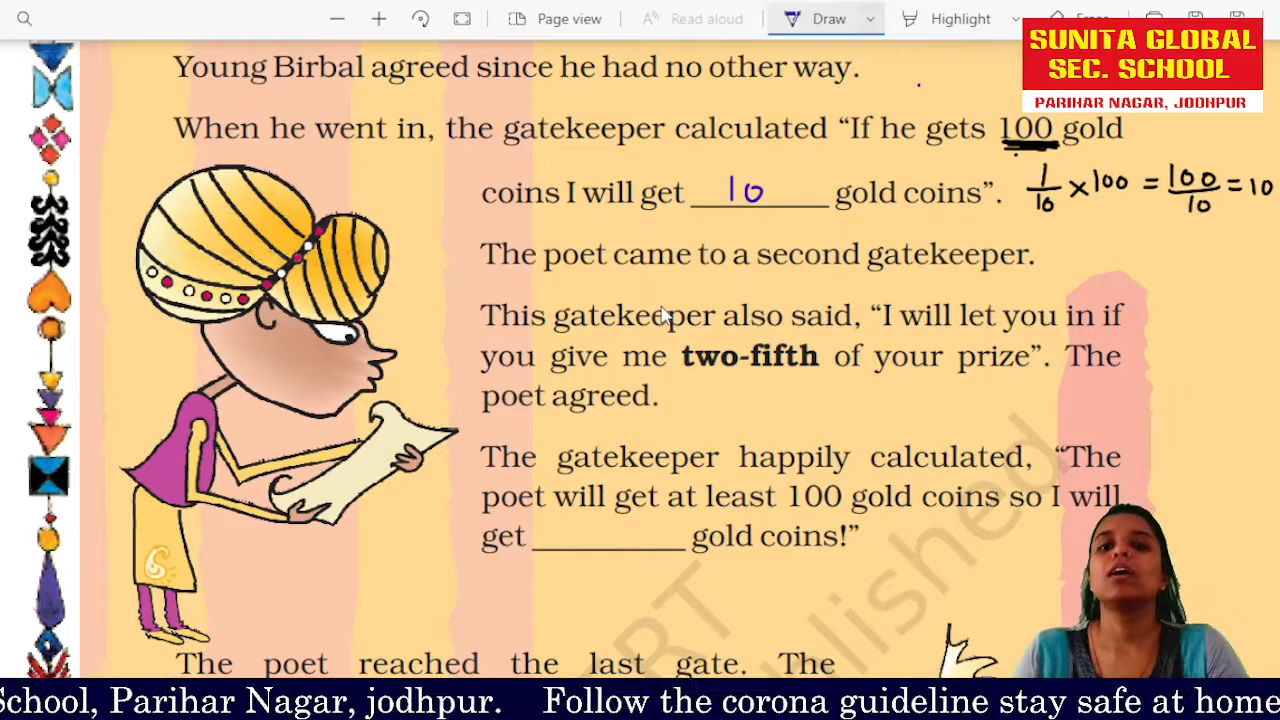 Page view
Read aloud
Draw
Highlight
SUNITA GLOBAL
SEC. SCHOOL
PARIHAR NAGAR, JODHPUR
Young Birbal agreed since he had no other way.
When he went in, the gatekeeper calculated “If he gets 100 gold
coins I will get 10 gold coins”.
1/10 × 100 = 100/10 = 10
The poet came to a second gatekeeper.
This gatekeeper also said, “I will let you in if
you give me two-fifth of your prize”. The
poet agreed.
The gatekeeper happily calculated, “The
poet will get at least 100 gold coins so I will
get __________ gold coins!”
The poet reached the last gate. The
School, Parihar Nagar, jodhpur. Follow the corona guideline stay safe at home